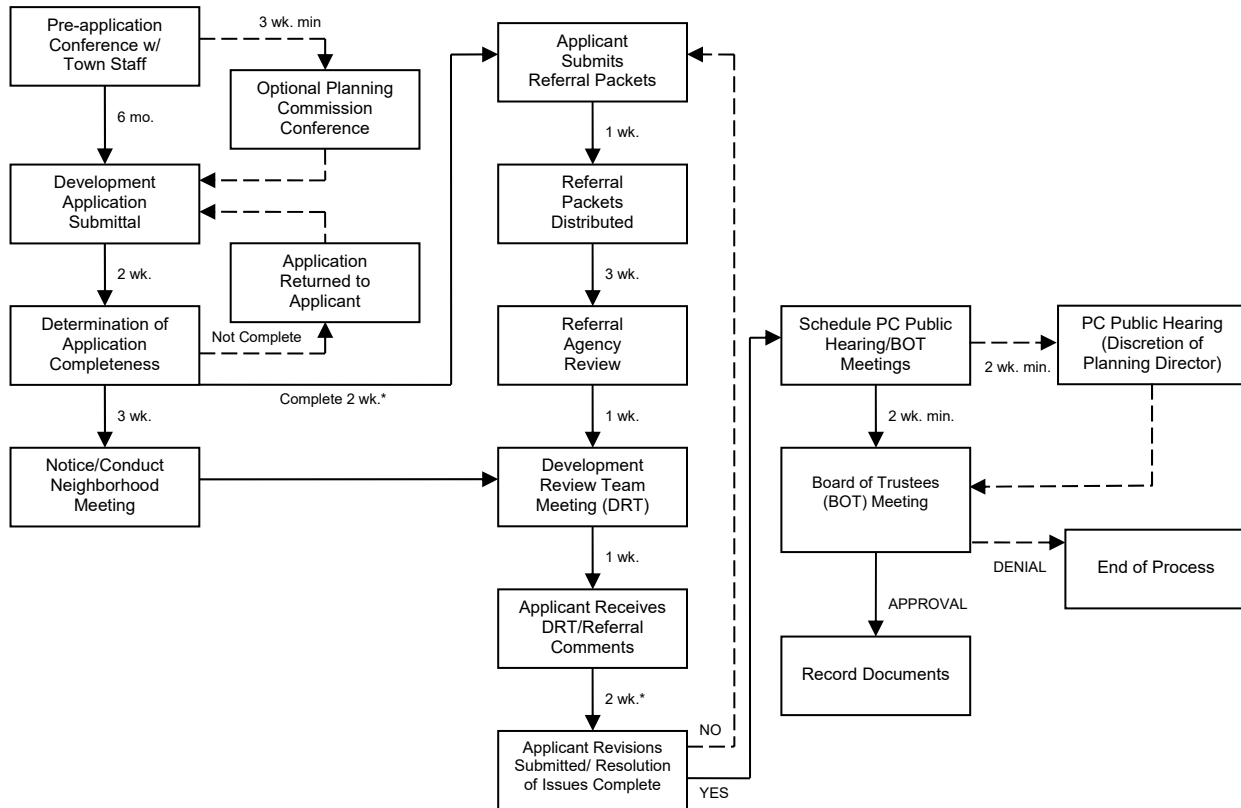 Pre-application
Conference w/
Town Staff
3 wk. min
Optional Planning
Commission
Conference
6 mo.
Development
Application
Submittal
Application
Returned to
Applicant
2 wk.
Determination of
Application
Completeness
Not Complete
Complete 2 wk.*
3 wk.
Notice/Conduct
Neighborhood
Meeting
Applicant
Submits
Referral Packets
1 wk.
Referral
Packets
Distributed
3 wk.
Referral
Agency
Review
1 wk.
Development
Review Team
Meeting (DRT)
1 wk.
Applicant Receives
DRT/Referral
Comments
2 wk.*
Applicant Revisions
Submitted/ Resolution
of Issues Complete
NO
YES
Schedule PC Public
Hearing/BOT
Meetings
2 wk. min.
PC Public Hearing
(Discretion of
Planning Director)
2 wk. min.
Board of Trustees
(BOT) Meeting
DENIAL
End of Process
APPROVAL
Record Documents